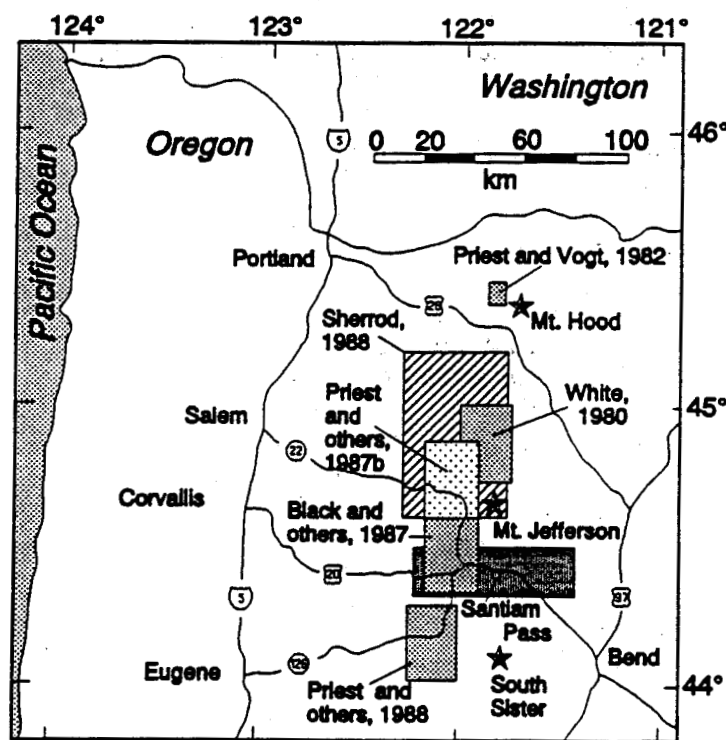 124°
123°
122°
121°
Washington
46°
Oregon
0 20 60 100
km
5
Pacific Ocean
Portland
Priest and Vogt, 1982
26
Mt. Hood
Sherrod,
1988
45°
White,
1980
Priest
and
others,
1987b
Salem
22
Corvallis
Black and
others, 1987
Mt. Jefferson
20
5
97
Santiam
Pass
126
Eugene
Bend
44°
Priest and
others, 1988
South
Sister